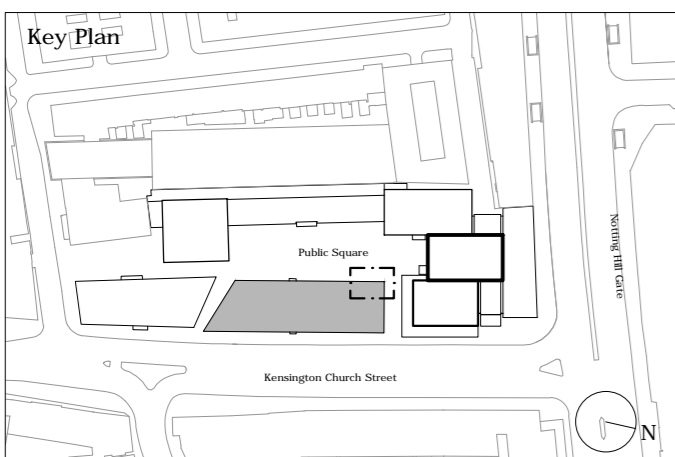 Key Plan
Public Square
Notting Hill Gate
Kensington Church Street
N